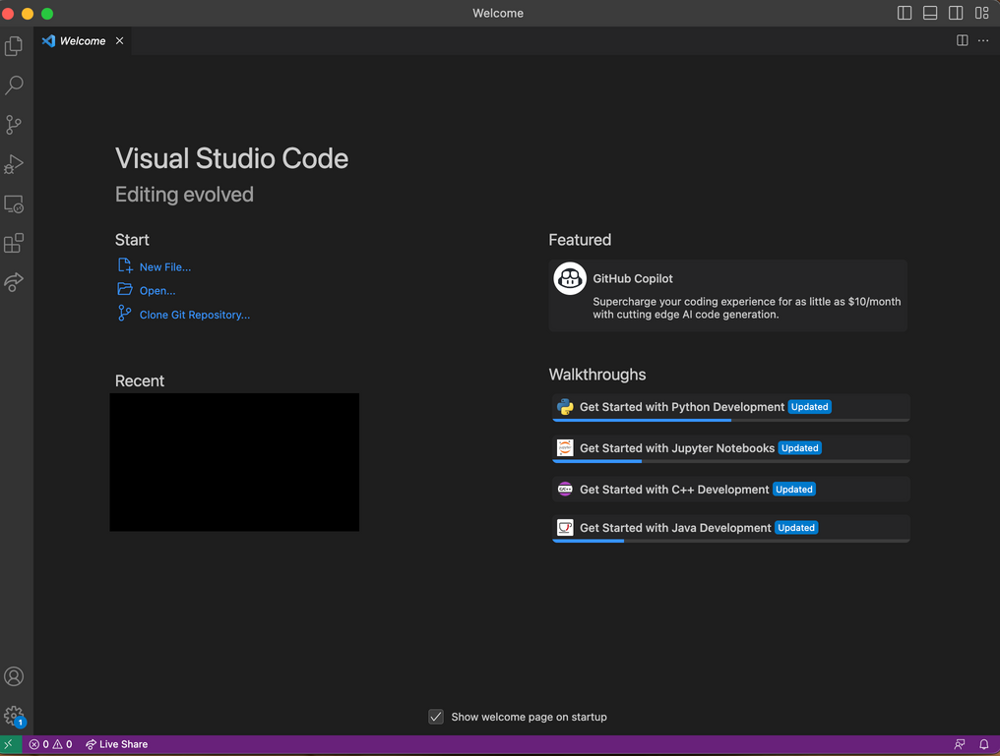 Welcome
Welcome
Visual Studio Code
Editing evolved
Start
New File...
Open...
Clone Git Repository...
Recent
Featured
GitHub Copilot
Supercharge your coding experience for as little as $10/month
with cutting edge AI code generation.
Walkthroughs
Get Started with Python Development Updated
Get Started with Jupyter Notebooks Updated
Get Started with C++ Development Updated
Get Started with Java Development Updated
Show welcome page on startup
1
0 0 Live Share